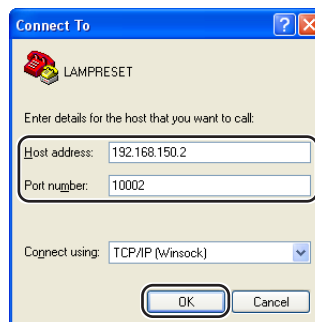 Connect To
LAMPRESET
Enter details for the host that you want to call:
Host address: 192.168.150.2
Port number: 10002
Connect using: TCP/IP (Winsock)
OK Cancel